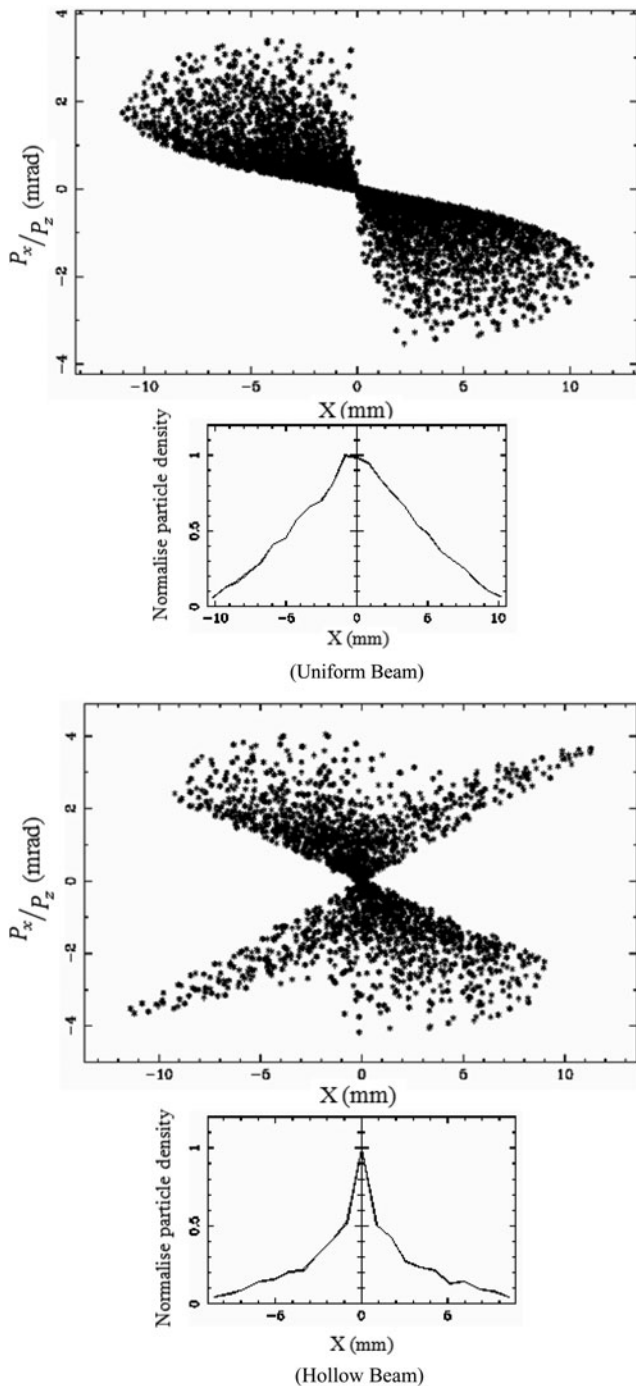 4
2
0
−2
−4
P_x/P_z (mrad)
−10 −5 0 5 10
X (mm)
Normalise particle density
1
0.5
0
−10 −5 0 5 10
X (mm)
(Uniform Beam)
4
2
0
−2
−4
P_x/P_z (mrad)
−10 −5 0 5 10
X (mm)
Normalise particle density
1
0.5
0
−5 0 5
X (mm)
(Hollow Beam)